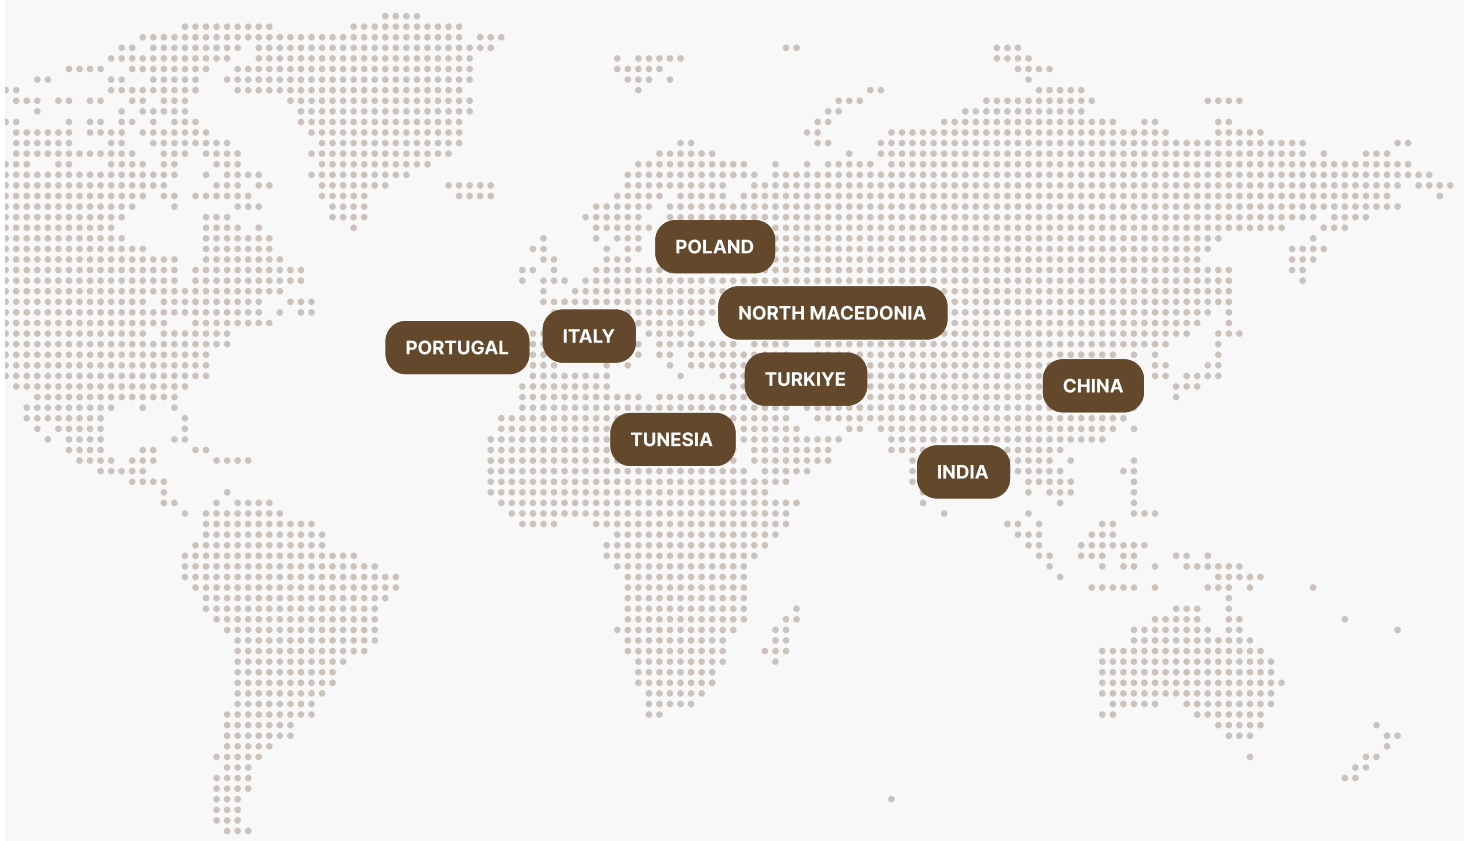 POLAND
NORTH MACEDONIA
ITALY
PORTUGAL
TURKIYE
CHINA
TUNESIA
INDIA